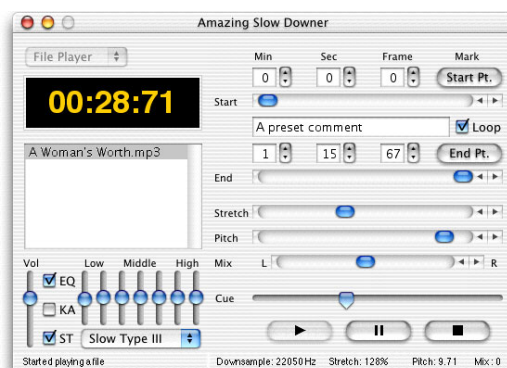 Amazing Slow Downer
File Player
Min Sec Frame Mark
0 0 0 Start Pt.
00:28:71
Start
A preset comment Loop
1 15 67 End Pt.
A Woman's Worth.mp3
End
Stretch
Pitch
Vol Low Middle High Mix L R
EQ
KA
Cue
ST Slow Type III
Started playing a file Downsample: 22050 Hz Stretch: 128% Pitch: 9.71 Mix: 0